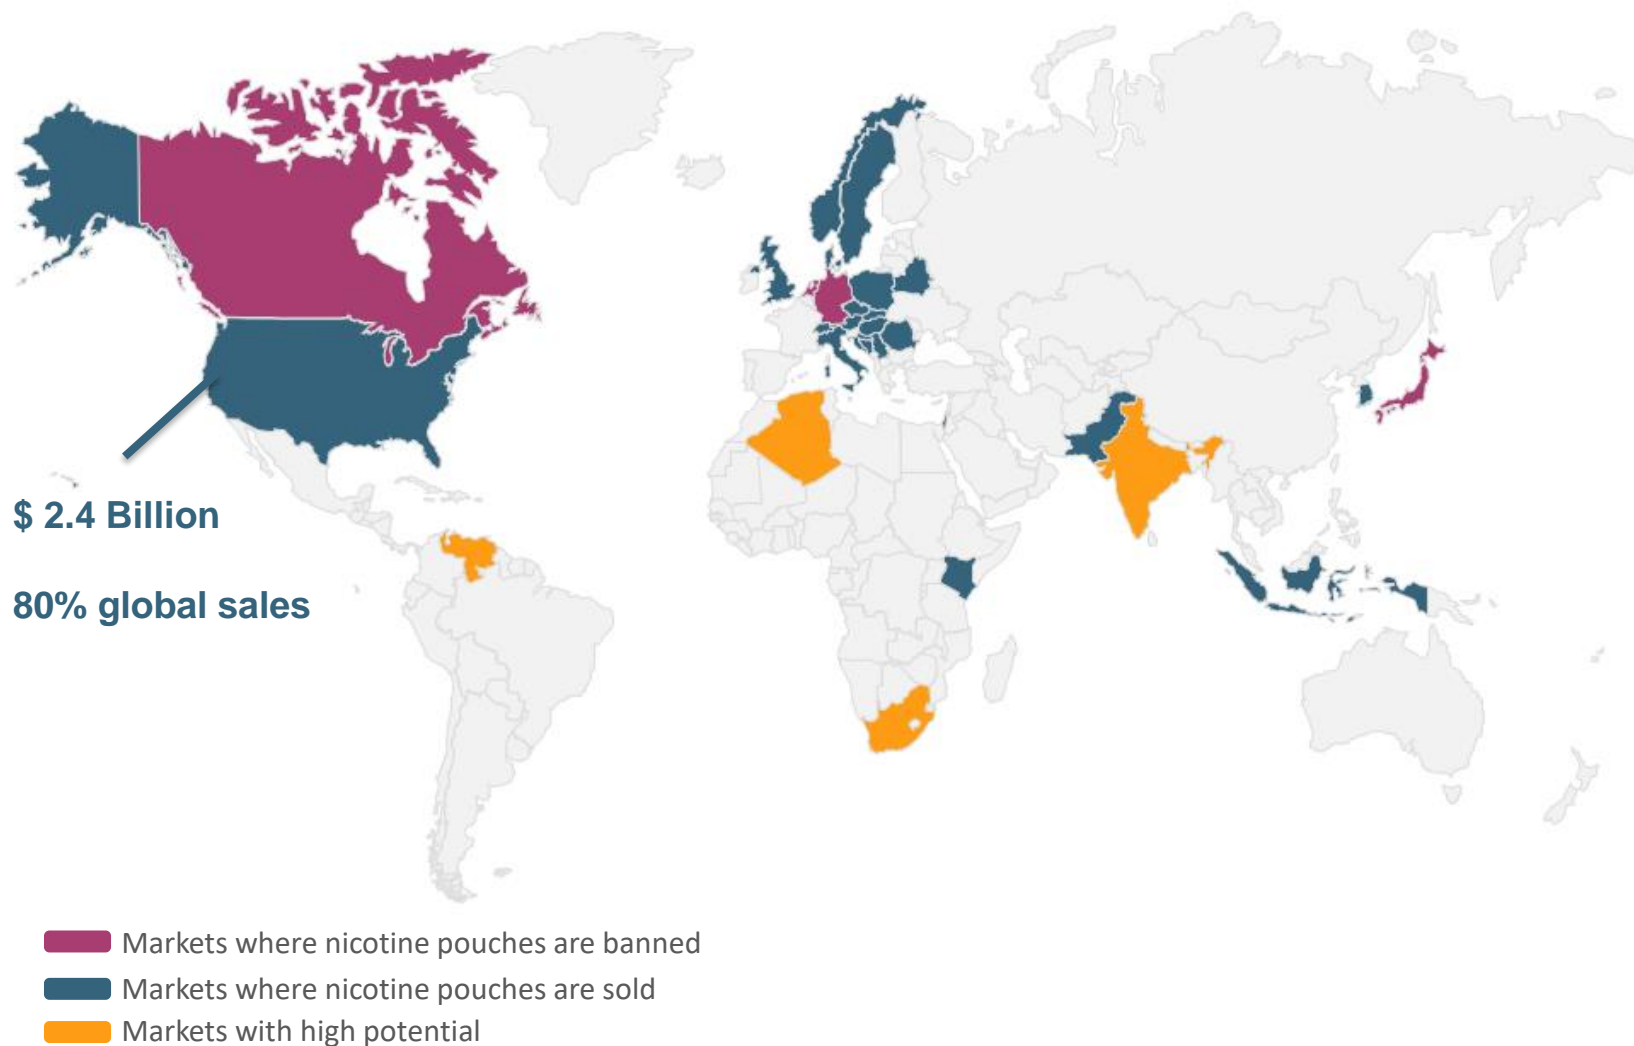 $ 2.4 Billion
80% global sales
Markets where nicotine pouches are banned
Markets where nicotine pouches are sold
Markets with high potential